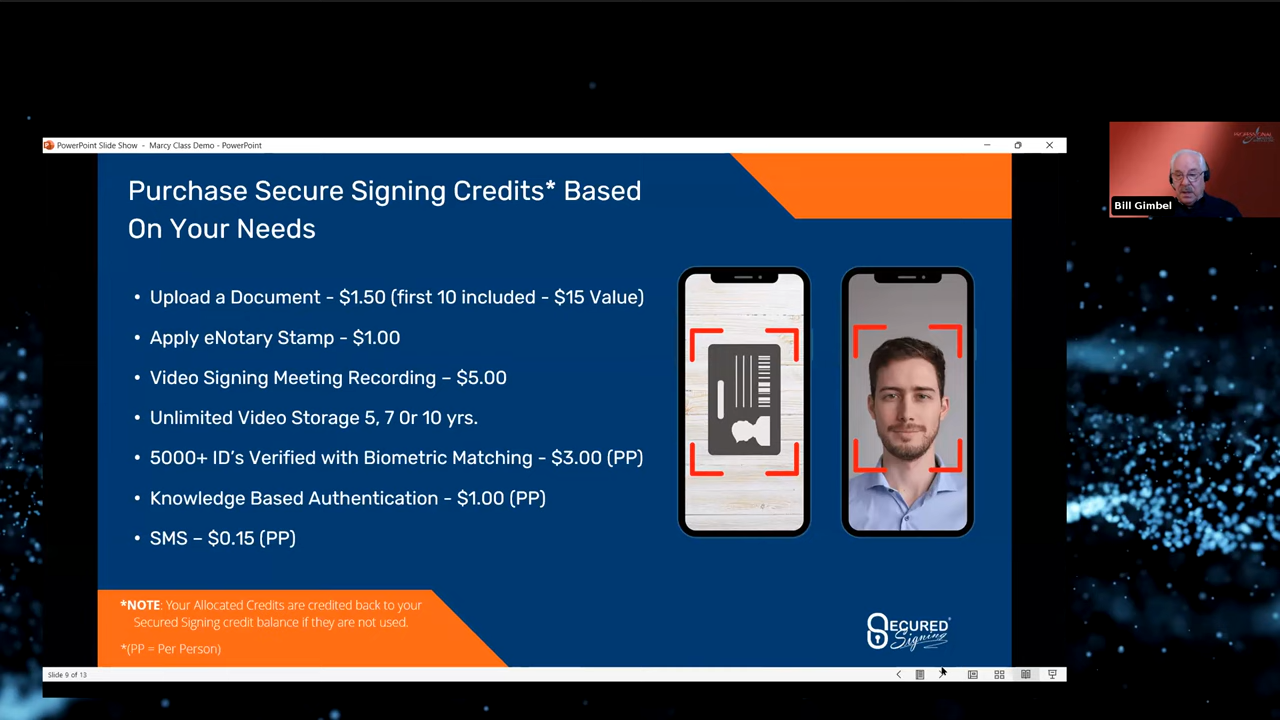 PowerPoint Slide Show - Marcy Class Demo - PowerPoint
Purchase Secure Signing Credits* Based
On Your Needs
• Upload a Document - $1.50 (first 10 included - $15 Value)
• Apply eNotary Stamp - $1.00
• Video Signing Meeting Recording – $5.00
• Unlimited Video Storage 5, 7 Or 10 yrs.
• 5000+ ID’s Verified with Biometric Matching - $3.00 (PP)
• Knowledge Based Authentication - $1.00 (PP)
• SMS – $0.15 (PP)
*NOTE: Your Allocated Credits are credited back to your
Secured Signing credit balance if they are not used.
*(PP = Per Person)
SECURED
Signing
Slide 9 of 13
PROFESSIONAL
Bill Gimbel